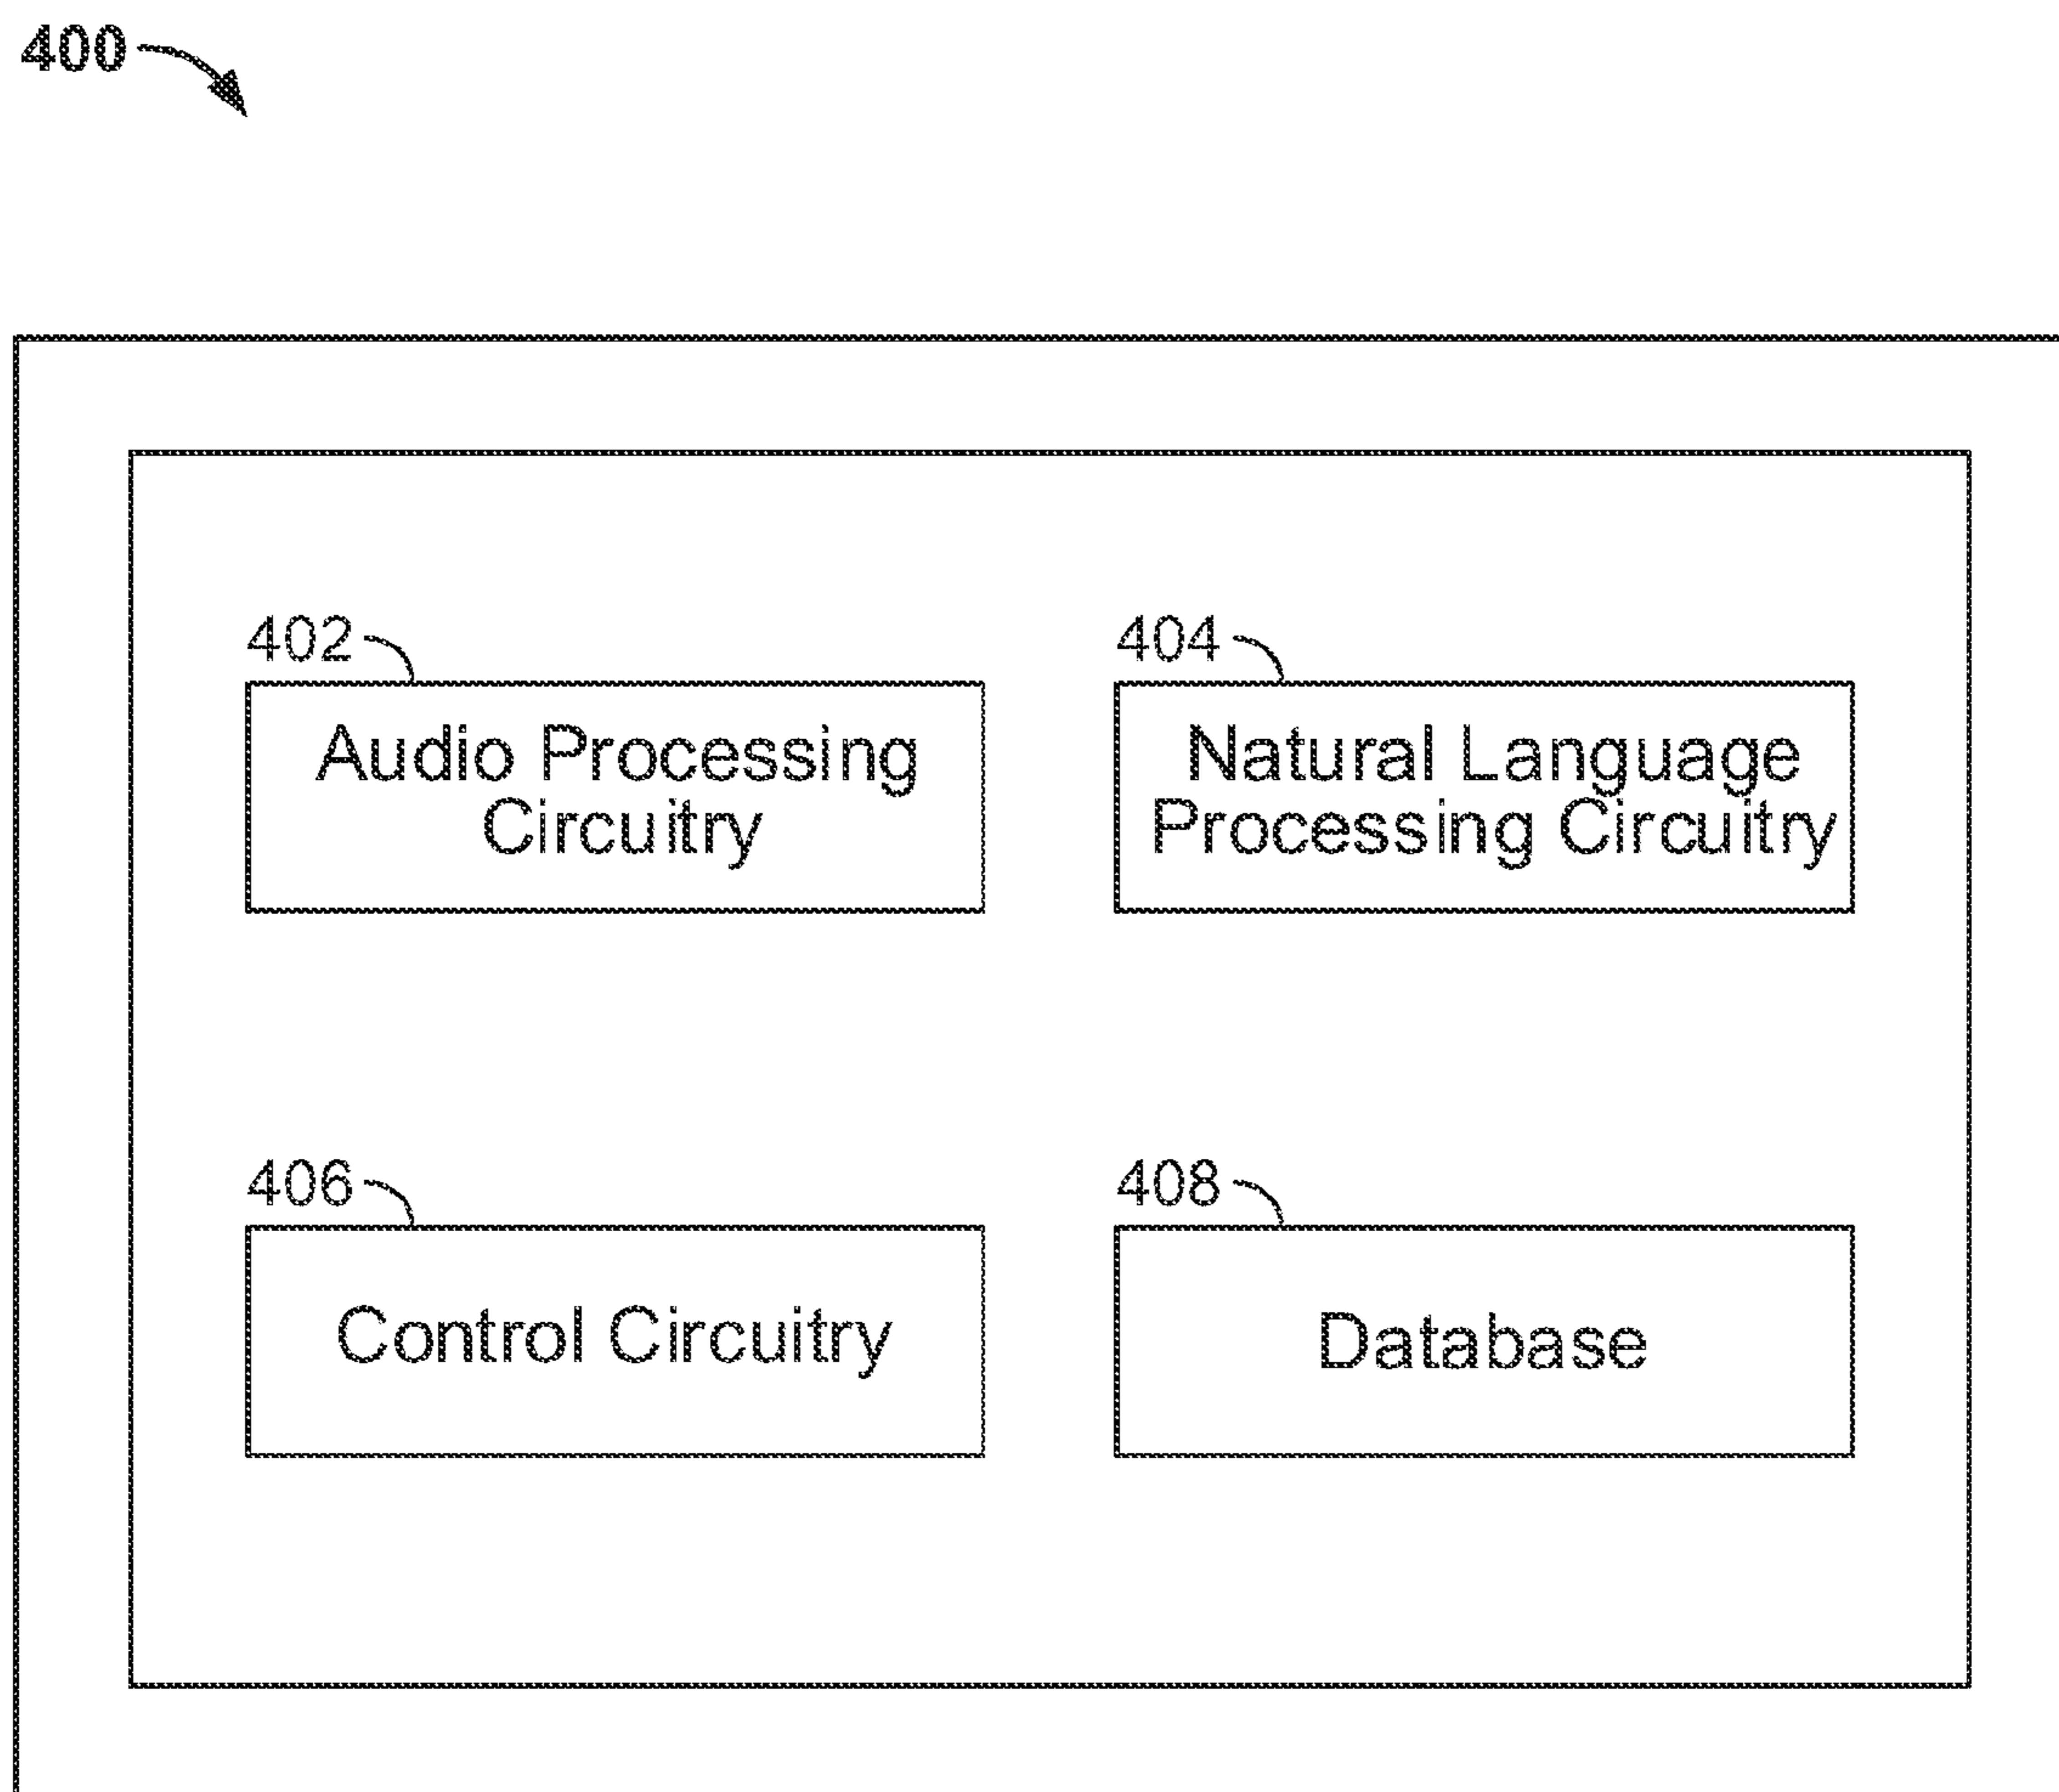 400
402
404
Audio Processing
Circuitry
Natural Language
Processing Circuitry
406
408
Control Circuitry
Database